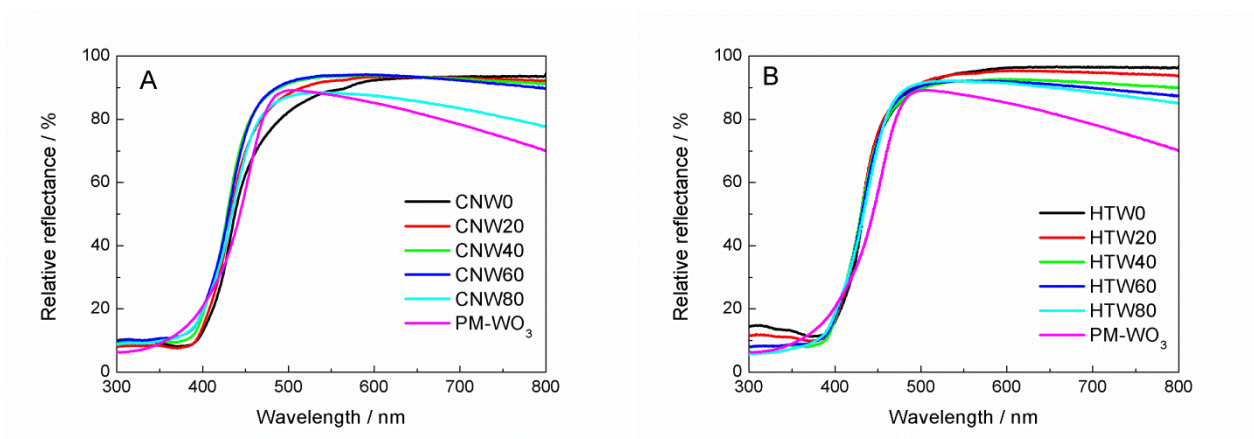 A
Relative reflectance / %
100
80
60
40
20
0
300 400 500 600 700 800
Wavelength / nm
CNW0
CNW20
CNW40
CNW60
CNW80
PM-WO₃
B
Relative reflectance / %
100
80
60
40
20
0
300 400 500 600 700 800
Wavelength / nm
HTW0
HTW20
HTW40
HTW60
HTW80
PM-WO₃